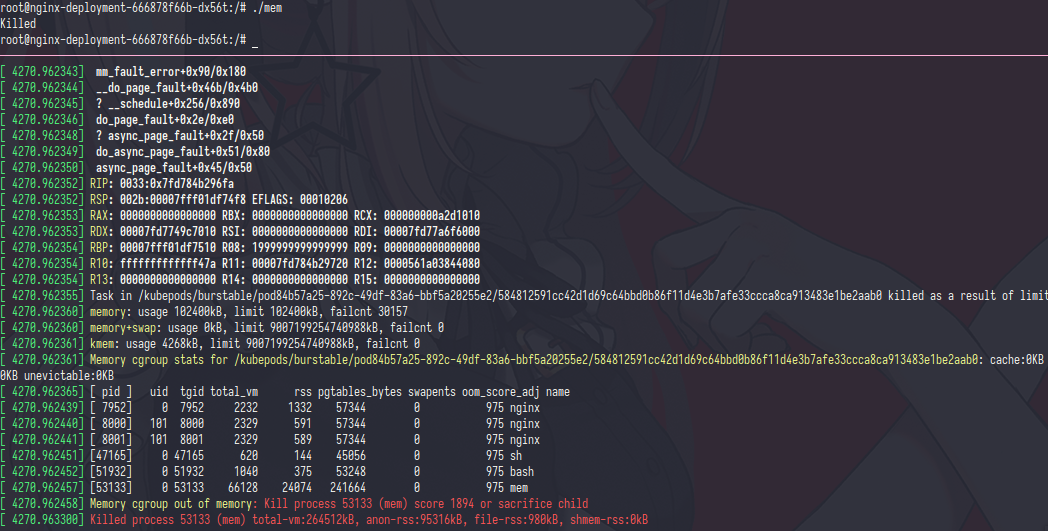 root@nginx-deployment-666878f66b-dx56t:/# ./mem
Killed
root@nginx-deployment-666878f66b-dx56t:/# _
[ 4270.962343]  mm_fault_error+0x90/0x180
[ 4270.962344]  __do_page_fault+0x46b/0x4b0
[ 4270.962345]  ? __schedule+0x256/0x890
[ 4270.962346]  do_page_fault+0x2e/0xe0
[ 4270.962348]  ? async_page_fault+0x2f/0x50
[ 4270.962349]  do_async_page_fault+0x51/0x80
[ 4270.962350]  async_page_fault+0x45/0x50
[ 4270.962352] RIP: 0033:0x7fd784b296fa
[ 4270.962352] RSP: 002b:00007fff01df74f8 EFLAGS: 00010206
[ 4270.962353] RAX: 0000000000000000 RBX: 0000000000000000 RCX: 000000000a2d1010
[ 4270.962353] RDX: 00007fd7749c7010 RSI: 0000000000000000 RDI: 00007fd77a6f6000
[ 4270.962354] RBP: 00007fff01df7510 R08: 1999999999999999 R09: 0000000000000000
[ 4270.962354] R10: fffffffffffff47a R11: 00007fd784b29720 R12: 0000561a03844080
[ 4270.962354] R13: 0000000000000000 R14: 0000000000000000 R15: 0000000000000000
[ 4270.962355] Task in /kubepods/burstable/pod84b57a25-892c-49df-83a6-bbf5a20255e2/584812591cc42d1d69c64bbd0b86f11d4e3b7afe33ccca8ca913483e1be2aab0 killed as a result of limit
[ 4270.962360] memory: usage 102400kB, limit 102400kB, failcnt 30157
[ 4270.962360] memory+swap: usage 0kB, limit 9007199254740988kB, failcnt 0
[ 4270.962361] kmem: usage 4268kB, limit 9007199254740988kB, failcnt 0
[ 4270.962361] Memory cgroup stats for /kubepods/burstable/pod84b57a25-892c-49df-83a6-bbf5a20255e2/584812591cc42d1d69c64bbd0b86f11d4e3b7afe33ccca8ca913483e1be2aab0: cache:0KB
0KB unevictable:0KB
[ 4270.962365] [ pid ]   uid  tgid total_vm      rss pgtables_bytes swapents oom_score_adj name
[ 4270.962439] [ 7952]     0  7952     2232     1332    57344        0           975 nginx
[ 4270.962440] [ 8000]   101  8000     2329      591    57344        0           975 nginx
[ 4270.962441] [ 8001]   101  8001     2329      589    57344        0           975 nginx
[ 4270.962451] [47165]     0 47165      620      144    45056        0           975 sh
[ 4270.962452] [51932]     0 51932     1040      375    53248        0           975 bash
[ 4270.962457] [53133]     0 53133    66128    24074   241664        0           975 mem
[ 4270.962458] Memory cgroup out of memory: Kill process 53133 (mem) score 1894 or sacrifice child
[ 4270.963300] Killed process 53133 (mem) total-vm:264512kB, anon-rss:95316kB, file-rss:980kB, shmem-rss:0kB